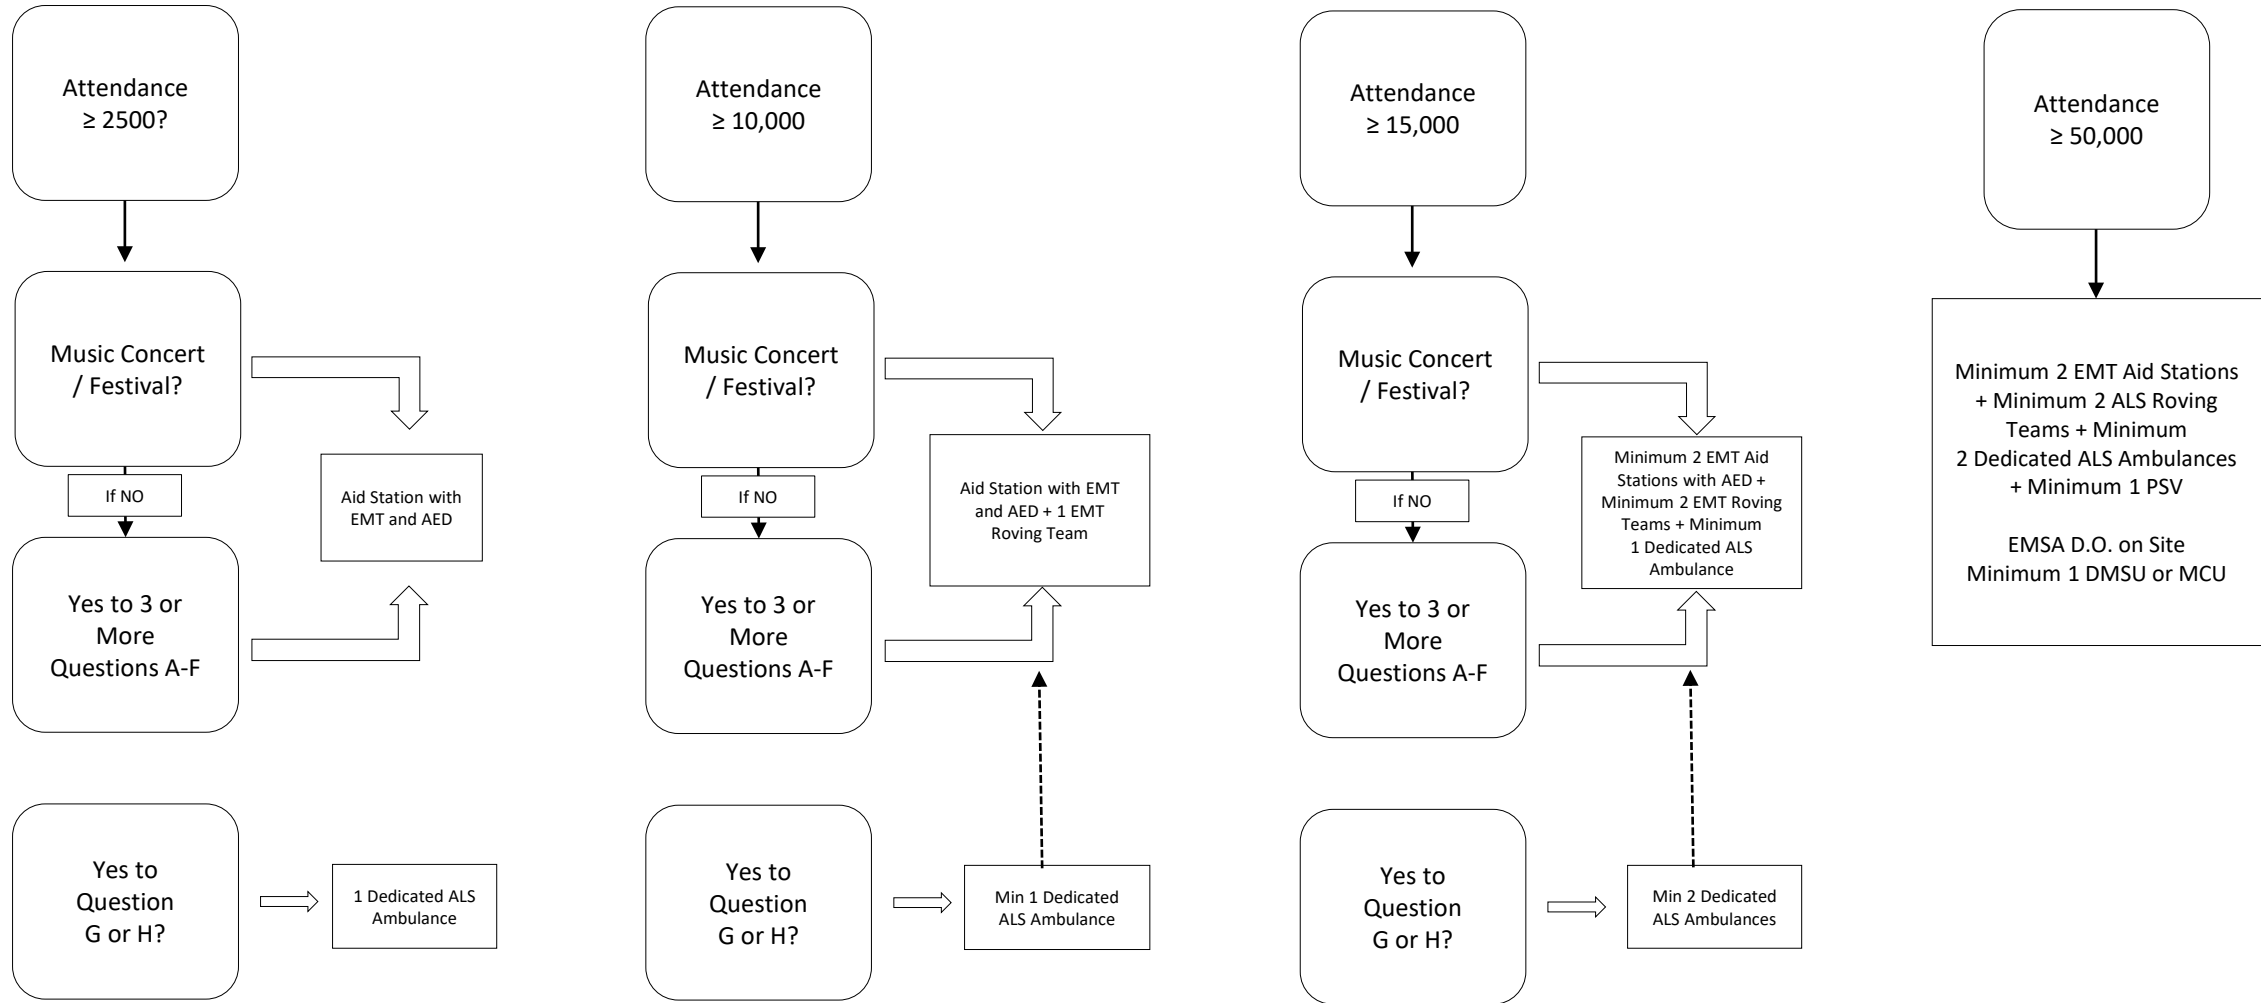 Attendance
≥ 2500?
Music Concert
/ Festival?
If NO
Aid Station with
EMT and AED
Yes to 3 or
More
Questions A-F
Yes to
Question
G or H?
1 Dedicated ALS
Ambulance
Attendance
≥ 10,000
Music Concert
/ Festival?
If NO
Aid Station with EMT
and AED + 1 EMT
Roving Team
Yes to 3 or
More
Questions A-F
Yes to
Question
G or H?
Min 1 Dedicated
ALS Ambulance
Attendance
≥ 15,000
Music Concert
/ Festival?
If NO
Minimum 2 EMT Aid
Stations with AED +
Minimum 2 EMT Roving
Teams + Minimum
1 Dedicated ALS
Ambulance
Yes to 3 or
More
Questions A-F
Yes to
Question
G or H?
Min 2 Dedicated
ALS Ambulances
Attendance
≥ 50,000
Minimum 2 EMT Aid Stations
+ Minimum 2 ALS Roving
Teams + Minimum
2 Dedicated ALS Ambulances
+ Minimum 1 PSV
EMSA D.O. on Site
Minimum 1 DMSU or MCU